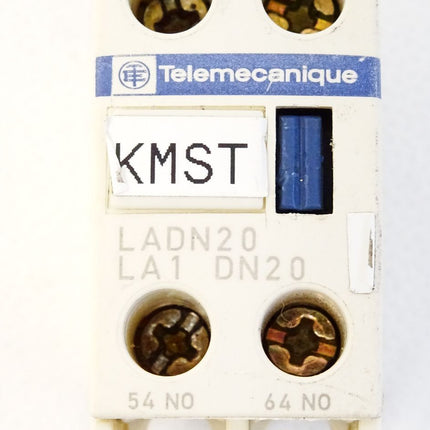 Telemecanique
KMST
LADN20
LA1 DN20
54 NO 64 NO